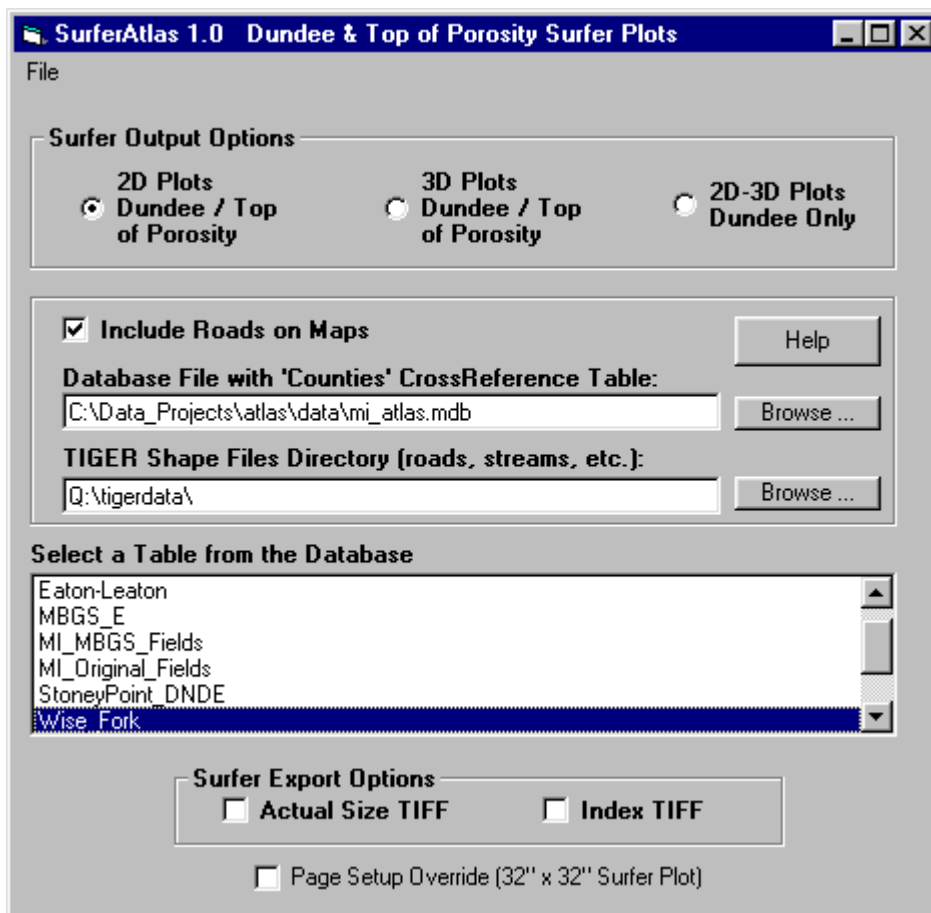 SurferAtlas 1.0 Dundee & Top of Porosity Surfer Plots
File
Surfer Output Options
2D Plots
Dundee / Top
of Porosity
3D Plots
Dundee / Top
of Porosity
2D-3D Plots
Dundee Only
Include Roads on Maps
Help
Database File with 'Counties' CrossReference Table:
C:\Data_Projects\atlas\data\mi_atlas.mdb
Browse ...
TIGER Shape Files Directory (roads, streams, etc.):
Q:\tigerdata\
Browse ...
Select a Table from the Database
Eaton-Leaton
MBGS_E
MI_MBGS_Fields
MI_Original_Fields
StoneyPoint_DNDE
Wise_Fork
Surfer Export Options
Actual Size TIFF
Index TIFF
Page Setup Override (32" x 32" Surfer Plot)